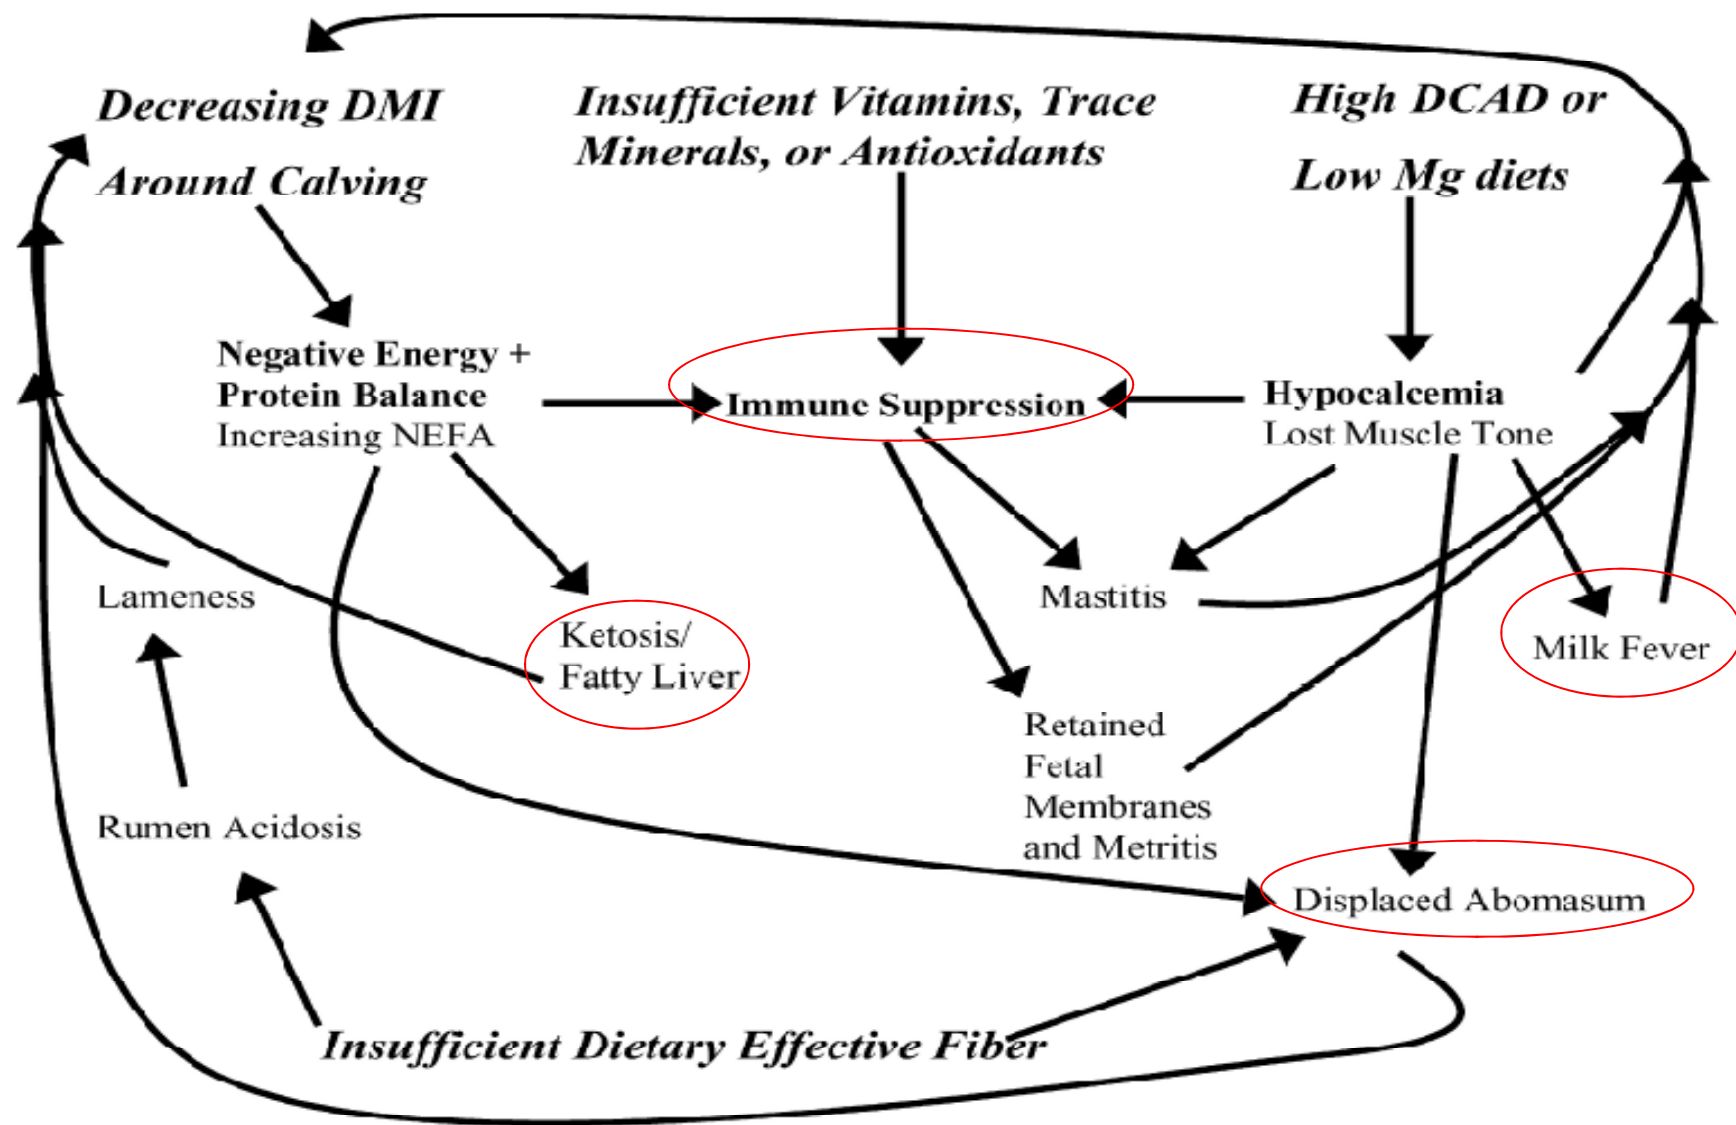 Decreasing DMI
Around Calving
Insufficient Vitamins, Trace
Minerals, or Antioxidants
High DCAD or
Low Mg diets
Negative Energy +
Protein Balance
Increasing NEFA
Immune Suppression
Hypocalcemia
Lost Muscle Tone
Lameness
Ketosis/
Fatty Liver
Mastitis
Milk Fever
Retained
Fetal
Membranes
and Metritis
Rumen Acidosis
Displaced Abomasum
Insufficient Dietary Effective Fiber